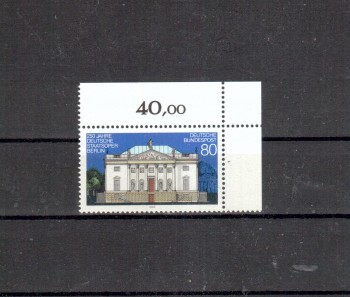 40,00
250 JAHRE
DEUTSCHE
STAATSOPER
BERLIN
DEUTSCHE
BUNDESPOST
80